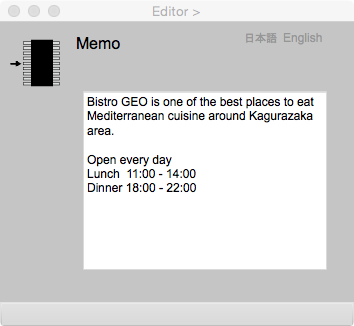 Editor >
Memo
日本語 English
Bistro GEO is one of the best places to eat
Mediterranean cuisine around Kagurazaka
area.
Open every day
Lunch 11:00 - 14:00
Dinner 18:00 - 22:00